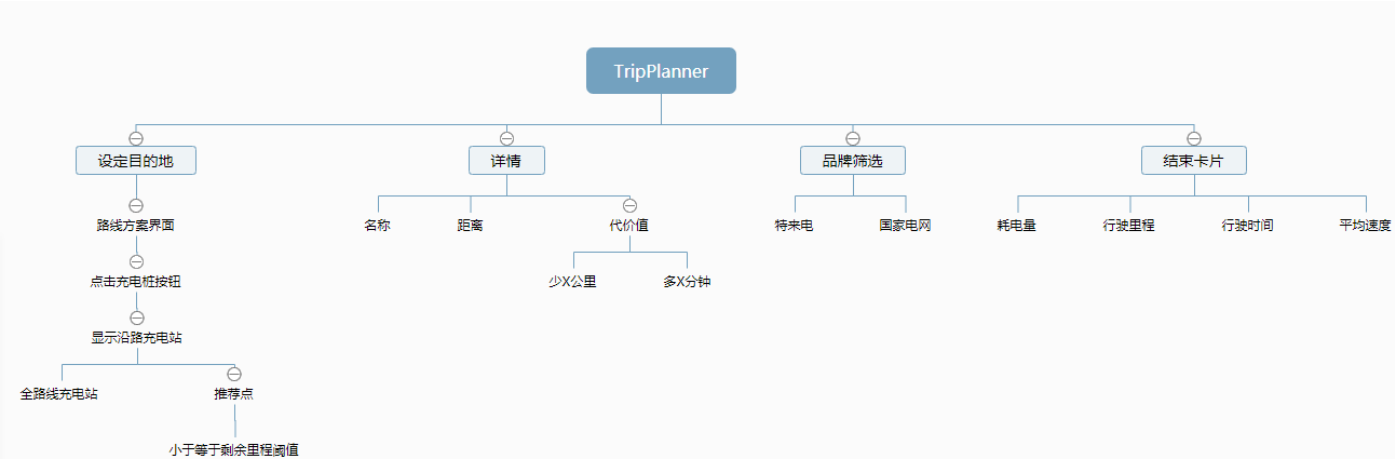 TripPlanner
设定目的地
详情
品牌筛选
结束卡片
路线方案界面
名称
距离
代价值
特来电
国家电网
耗电量
行驶里程
行驶时间
平均速度
点击充电桩按钮
少X公里
多X分钟
显示沿路充电站
全路线充电站
推荐点
小于等于剩余里程阈值